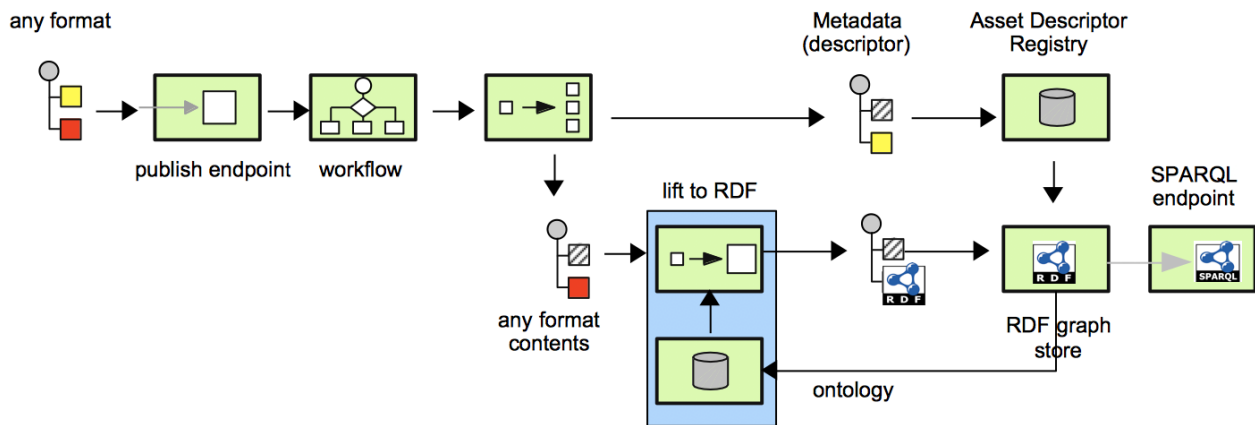 any format
Metadata
(descriptor)
Asset Descriptor
Registry
publish endpoint
workflow
lift to RDF
SPARQL
endpoint
any format
contents
RDF
RDF
SPARQL
RDF graph
store
ontology